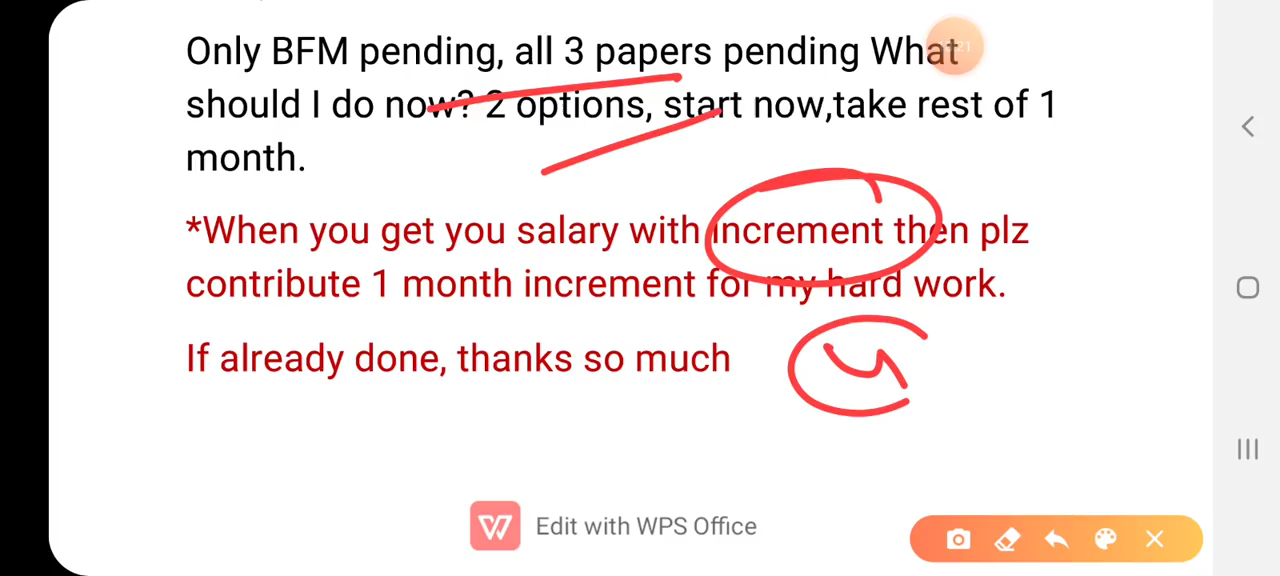 Only BFM pending, all 3 papers pending What
should I do now? 2 options, start now,take rest of 1
month.
*When you get you salary with increment then plz
contribute 1 month increment for my hard work.
If already done, thanks so much
Edit with WPS Office